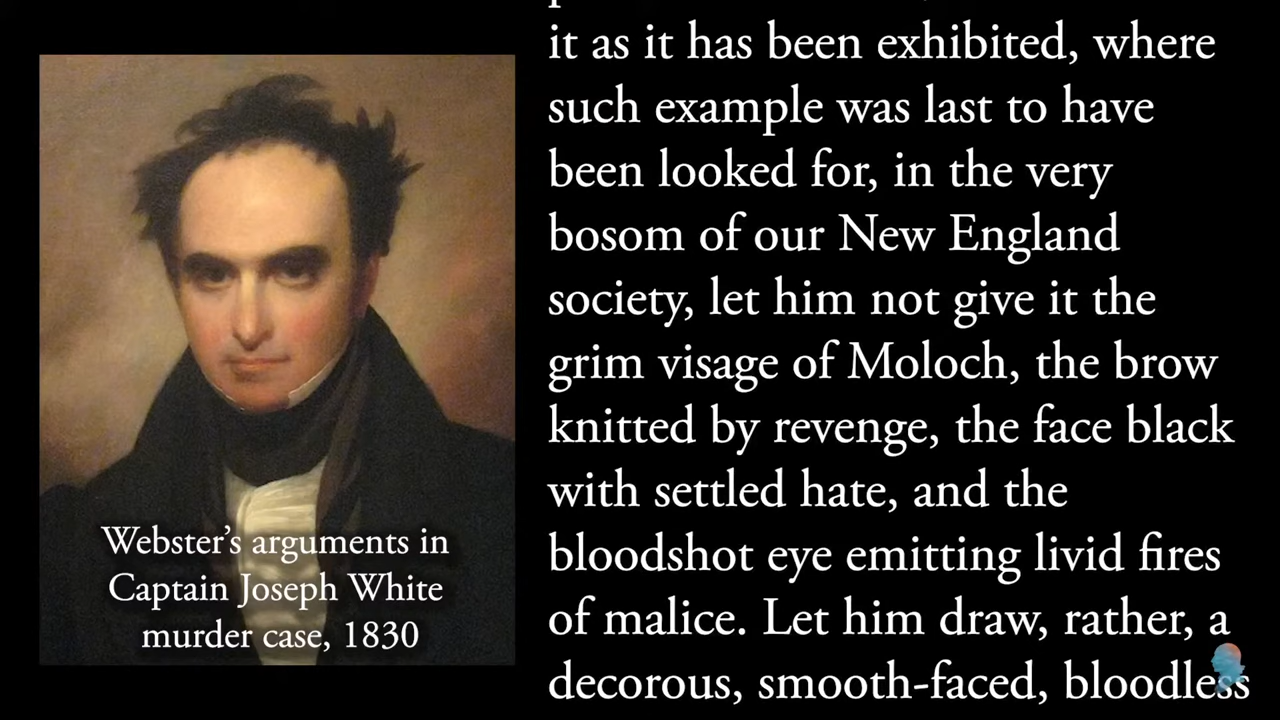 it as it has been exhibited, where
such example was last to have
been looked for, in the very
bosom of our New England
society, let him not give it the
grim visage of Moloch, the brow
knitted by revenge, the face black
with settled hate, and the
bloodshot eye emitting livid fires
of malice. Let him draw, rather, a
decorous, smooth-faced, bloodless
Webster’s arguments in
Captain Joseph White
murder case, 1830